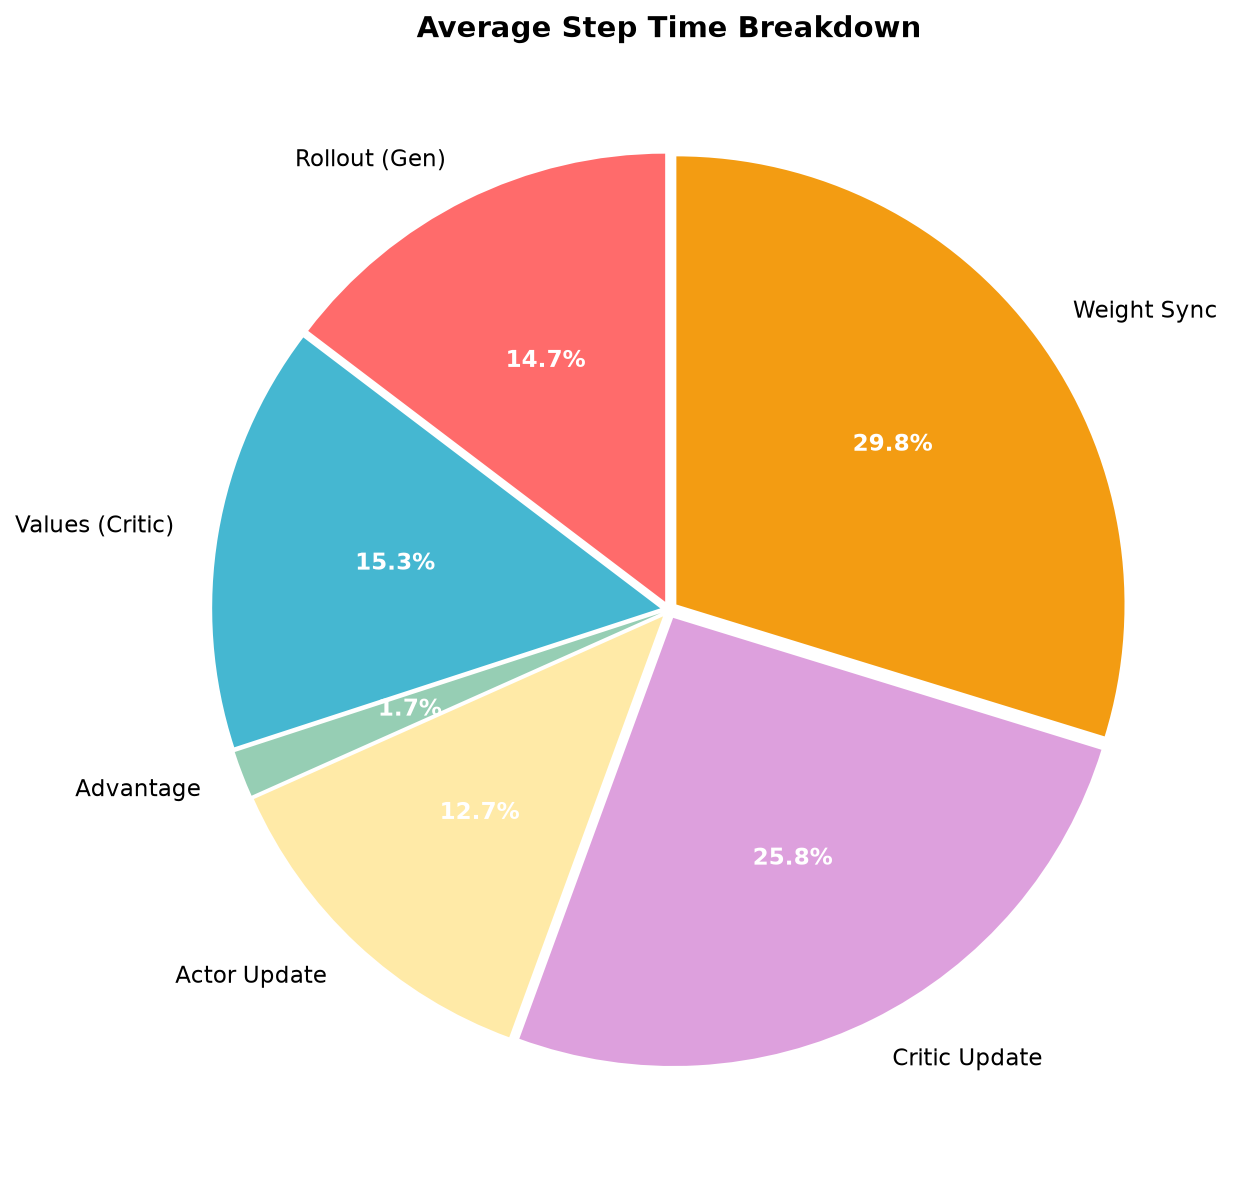 Average Step Time Breakdown
Rollout (Gen)
Weight Sync
14.7%
29.8%
Values (Critic)
15.3%
1.7%
Advantage
12.7%
25.8%
Actor Update
Critic Update